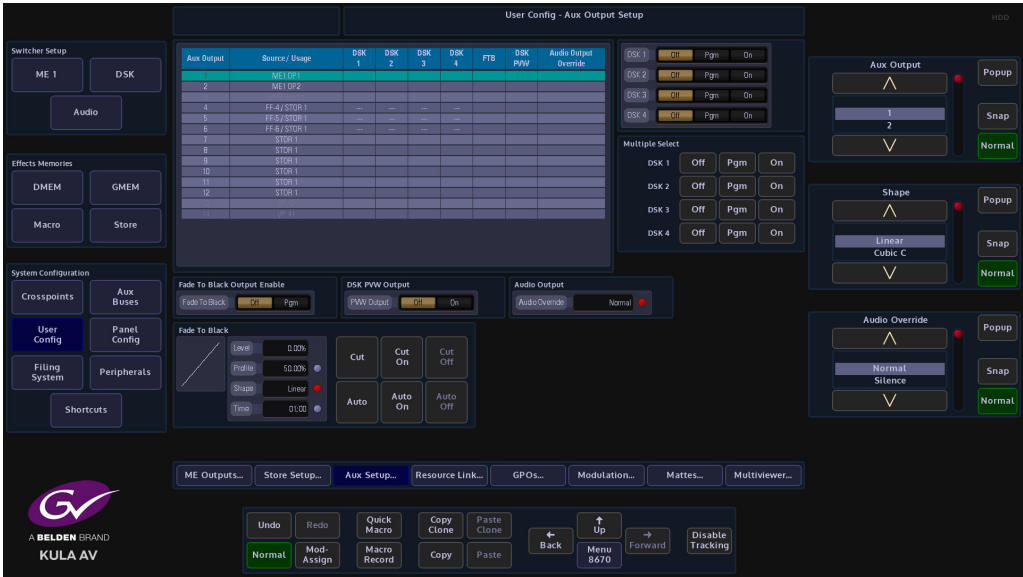 User Config - Aux Output Setup
HDD
Switcher Setup
ME 1
DSK
Audio
Effects Memories
DMEM
GMEM
Macro
Store
System Configuration
Crosspoints
Aux
Buses
User
Config
Panel
Config
Filing
System
Peripherals
Shortcuts
Aux Output
Source / Usage
DSK
1
DSK
2
DSK
3
DSK
4
FTB
DSK
PVW
Audio Output
Override
1 ME1 OP1
2 ME1 OP2
4 FF-4 / STOR 1 --- --- --- ---
5 FF-5 / STOR 1 --- --- --- ---
6 FF-6 / STOR 1 --- --- --- ---
7 STOR 1
8 STOR 1
9 STOR 1
10 STOR 1
11 STOR 1
12 STOR 1
DSK 1 Off Pgm On
DSK 2 Off Pgm On
DSK 3 Off Pgm On
DSK 4 Off Pgm On
Multiple Select
DSK 1 Off Pgm On
DSK 2 Off Pgm On
DSK 3 Off Pgm On
DSK 4 Off Pgm On
Aux Output
1
2
Popup
Snap
Normal
Shape
Linear
Cubic C
Popup
Snap
Normal
Audio Override
Normal
Silence
Popup
Snap
Normal
Fade To Black Output Enable
Fade To Black Off Pgm
DSK PVW Output
PVW Output Off On
Audio Output
Audio Override Normal
Fade To Black
Level 0.00%
Profile 50.00%
Shape Linear
Time 01:00
Cut
Cut
On
Cut
Off
Auto
Auto
On
Auto
Off
ME Outputs...
Store Setup...
Aux Setup...
Resource Link...
GPOs...
Modulation...
Mattes...
Multiviewer...
GV
A BELDEN BRAND
KULA AV
Undo
Redo
Normal
Mod-
Assign
Quick
Macro
Macro
Record
Copy
Clone
Paste
Clone
Copy
Paste
Back
Up
Menu
8670
Forward
Disable
Tracking